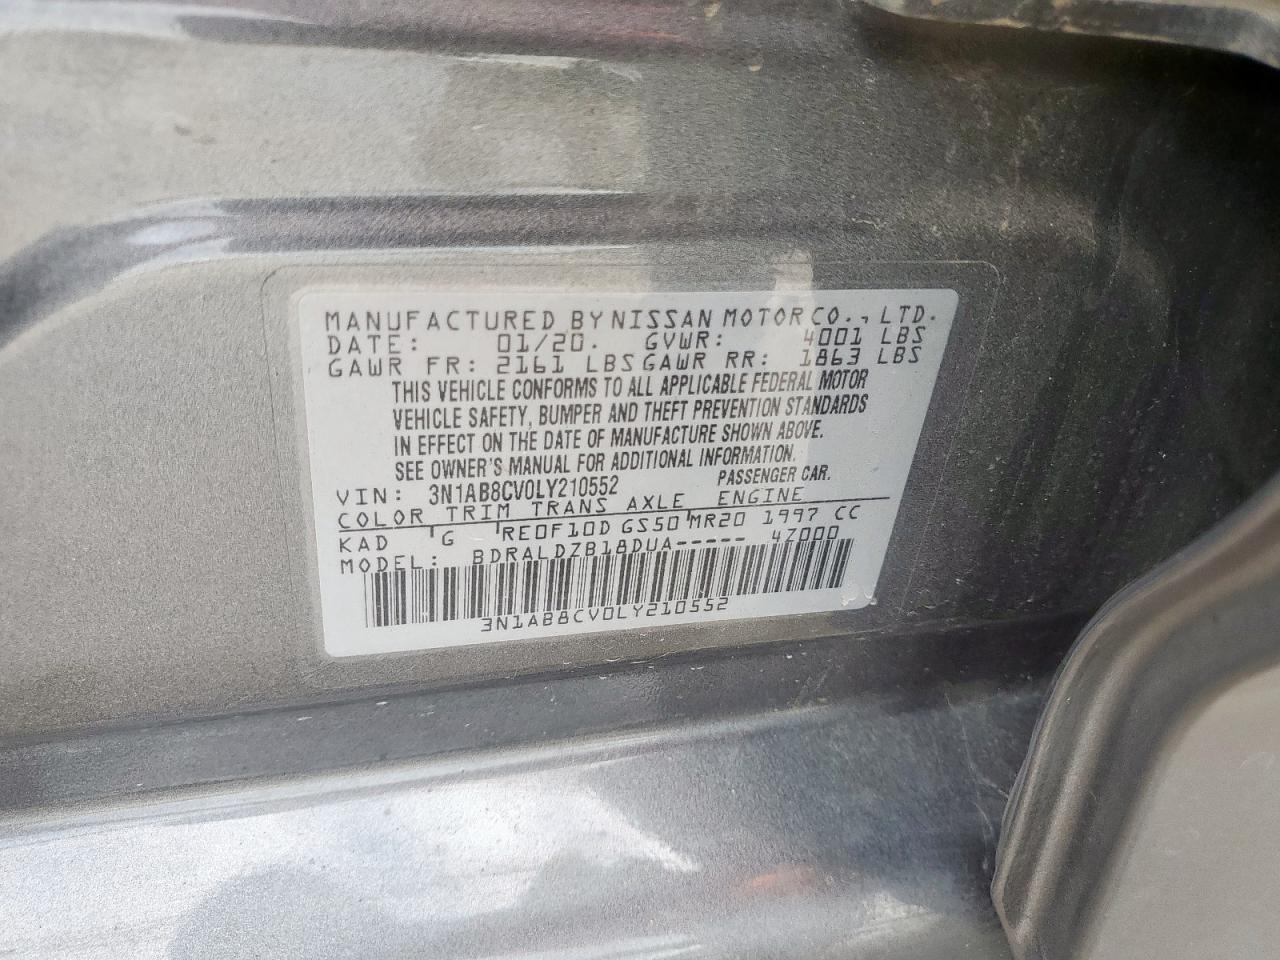 MANUFACTURED BY NISSAN MOTOR CO., LTD.
DATE: 01/20. GVWR: 4001 LBS
GAWR FR: 2161 LBS GAWR RR: 1863 LBS
THIS VEHICLE CONFORMS TO ALL APPLICABLE FEDERAL MOTOR
VEHICLE SAFETY, BUMPER AND THEFT PREVENTION STANDARDS
IN EFFECT ON THE DATE OF MANUFACTURE SHOWN ABOVE.
SEE OWNER'S MANUAL FOR ADDITIONAL INFORMATION.
VIN: 3N1AB8CV0LY210552 PASSENGER CAR.
COLOR TRIM TRANS AXLE ENGINE
KAD G RE0F10D GS50 MR20 1997 CC
MODEL: BDRALDZB18DUA----- 4Z000
3N1AB8CV0LY210552